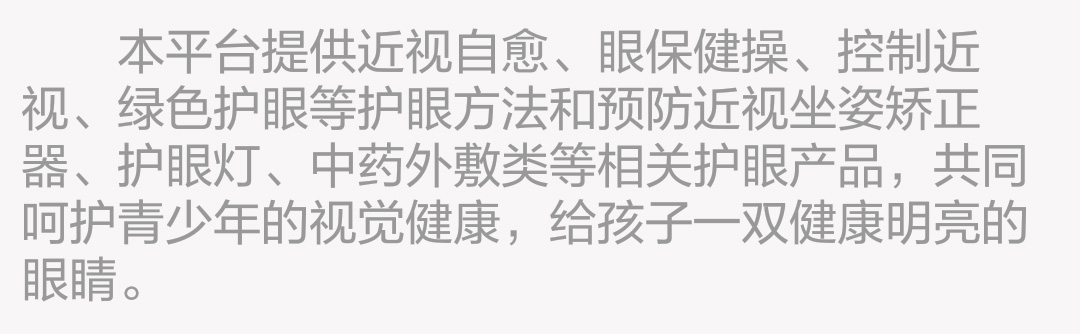 本平台提供近视自愈、眼保健操、控制近
视、绿色护眼等护眼方法和预防近视坐姿矫正
器、护眼灯、中药外敷类等相关护眼产品，共同
呵护青少年的视觉健康，给孩子一双健康明亮的
眼睛。